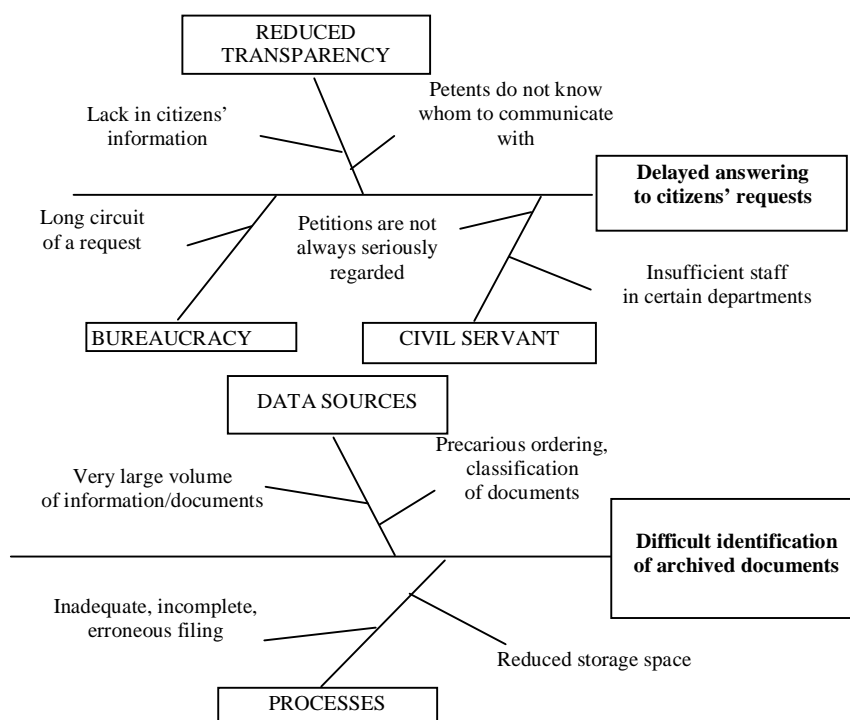 REDUCED
TRANSPARENCY
Petents do not know
whom to communicate
with
Lack in citizens'
information
Delayed answering
to citizens' requests
Long circuit
of a request
Petitions are not
always seriously
regarded
Insufficient staff
in certain departments
BUREAUCRACY
CIVIL SERVANT
DATA SOURCES
Precarious ordering,
classification
of documents
Very large volume
of information/documents
Difficult identification
of archived documents
Inadequate, incomplete,
erroneous filing
Reduced storage space
PROCESSES